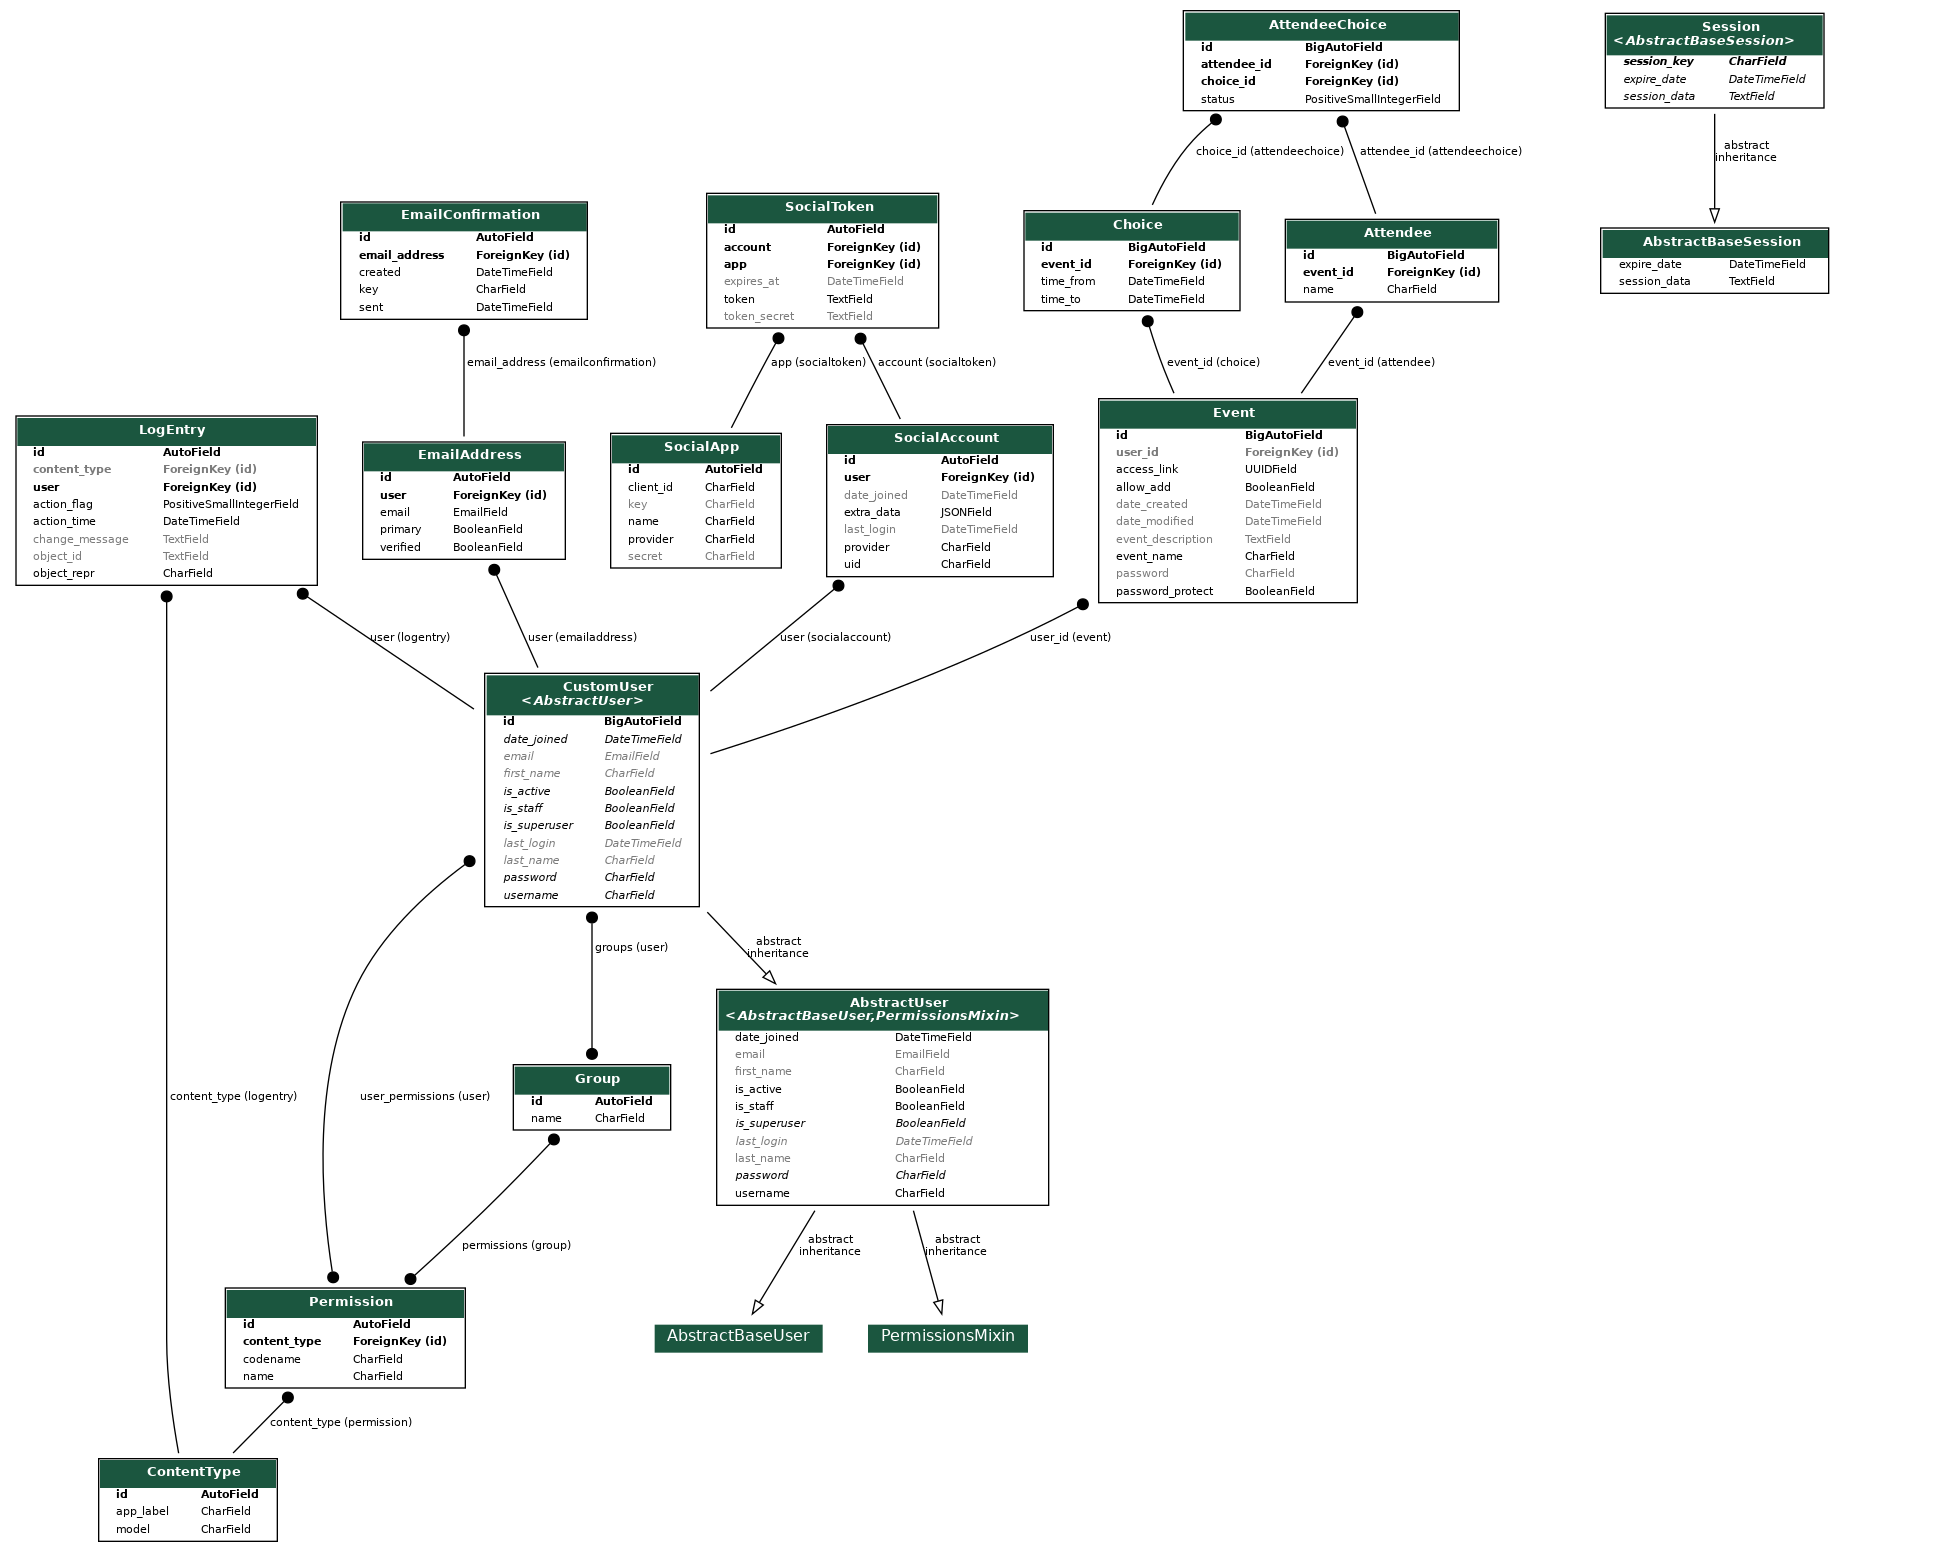 AttendeeChoice
id BigAutoField
attendee_id ForeignKey (id)
choice_id ForeignKey (id)
status PositiveSmallIntegerField
Session
<AbstractBaseSession>
session_key CharField
expire_date DateTimeField
session_data TextField
choice_id (attendeechoice)
attendee_id (attendeechoice)
abstract
inheritance
EmailConfirmation
id AutoField
email_address ForeignKey (id)
created DateTimeField
key CharField
sent DateTimeField
SocialToken
id AutoField
account ForeignKey (id)
app ForeignKey (id)
expires_at DateTimeField
token TextField
token_secret TextField
Choice
id BigAutoField
event_id ForeignKey (id)
time_from DateTimeField
time_to DateTimeField
Attendee
id BigAutoField
event_id ForeignKey (id)
name CharField
AbstractBaseSession
expire_date DateTimeField
session_data TextField
email_address (emailconfirmation)
app (socialtoken)
account (socialtoken)
event_id (choice)
event_id (attendee)
LogEntry
id AutoField
content_type ForeignKey (id)
user ForeignKey (id)
action_flag PositiveSmallIntegerField
action_time DateTimeField
change_message TextField
object_id TextField
object_repr CharField
EmailAddress
id AutoField
user ForeignKey (id)
email EmailField
primary BooleanField
verified BooleanField
SocialApp
id AutoField
client_id CharField
key CharField
name CharField
provider CharField
secret CharField
SocialAccount
id AutoField
user ForeignKey (id)
date_joined DateTimeField
extra_data JSONField
last_login DateTimeField
provider CharField
uid CharField
Event
id BigAutoField
user_id ForeignKey (id)
access_link UUIDField
allow_add BooleanField
date_created DateTimeField
date_modified DateTimeField
event_description TextField
event_name CharField
password CharField
password_protect BooleanField
user (logentry)
user (emailaddress)
user (socialaccount)
user_id (event)
CustomUser
<AbstractUser>
id BigAutoField
date_joined DateTimeField
email EmailField
first_name CharField
is_active BooleanField
is_staff BooleanField
is_superuser BooleanField
last_login DateTimeField
last_name CharField
password CharField
username CharField
groups (user)
abstract
inheritance
AbstractUser
<AbstractBaseUser,PermissionsMixin>
date_joined DateTimeField
email EmailField
first_name CharField
is_active BooleanField
is_staff BooleanField
is_superuser BooleanField
last_login DateTimeField
last_name CharField
password CharField
username CharField
content_type (logentry)
user_permissions (user)
Group
id AutoField
name CharField
permissions (group)
abstract
inheritance
abstract
inheritance
Permission
id AutoField
content_type ForeignKey (id)
codename CharField
name CharField
AbstractBaseUser
PermissionsMixin
content_type (permission)
ContentType
id AutoField
app_label CharField
model CharField